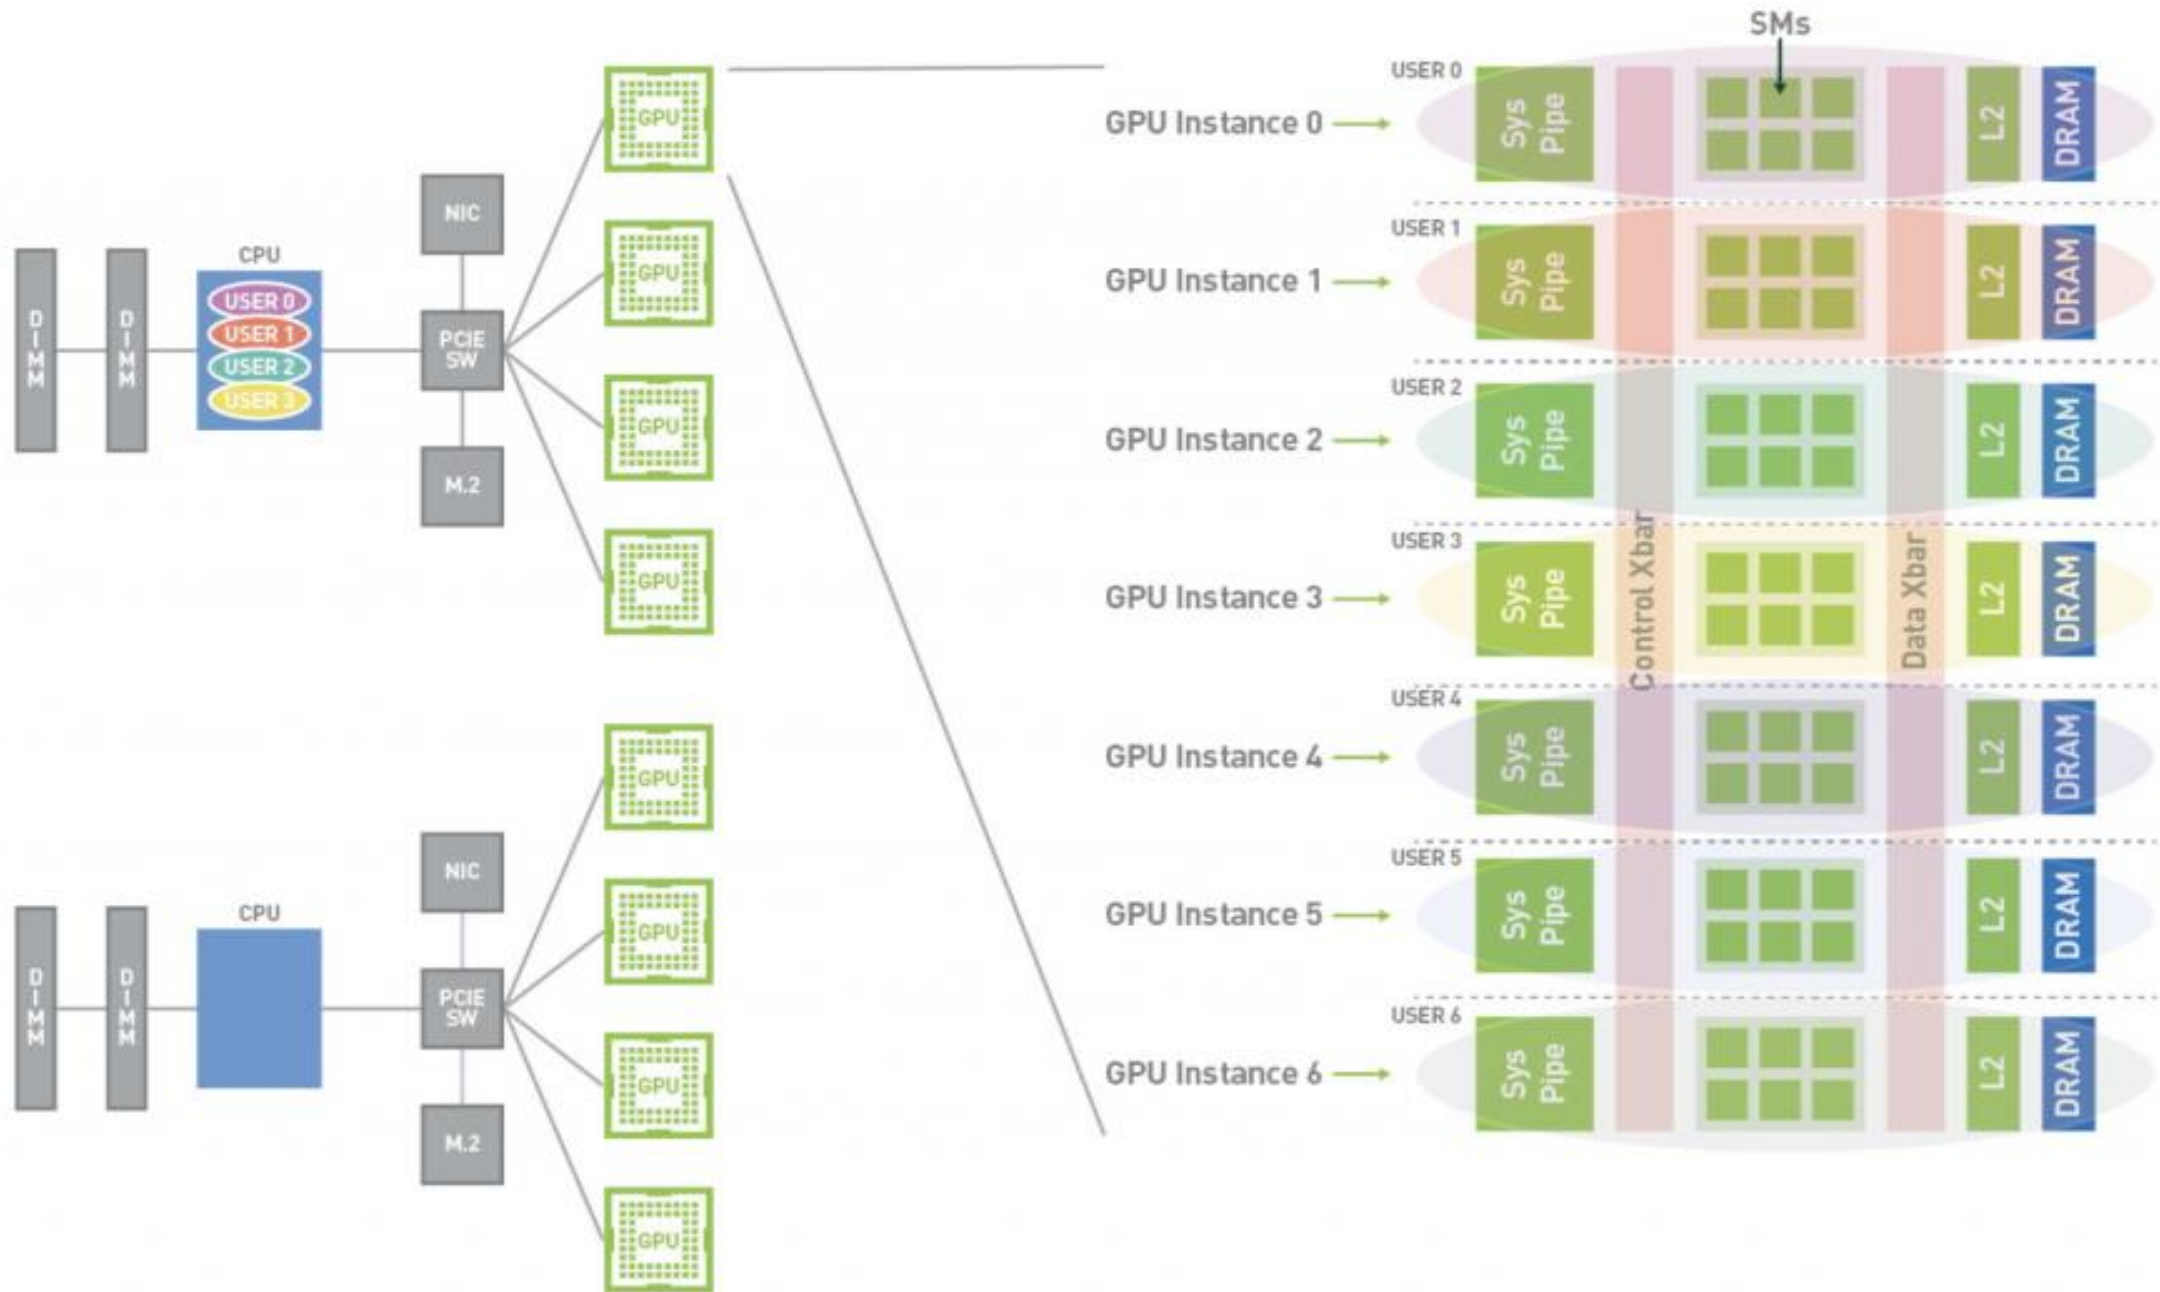 SMs
USER 0
GPU
GPU Instance 0
Sys
Pipe
L2
DRAM
NIC
USER 1
CPU
GPU
GPU Instance 1
Sys
Pipe
L2
DRAM
USER 0
USER 1
USER 2
USER 3
DIMM
DIMM
PCIE
SW
USER 2
GPU
GPU Instance 2
Sys
Pipe
L2
DRAM
M.2
Control Xbar
Data Xbar
USER 3
GPU
GPU Instance 3
Sys
Pipe
L2
DRAM
USER 4
GPU
GPU Instance 4
Sys
Pipe
L2
DRAM
NIC
USER 5
CPU
GPU
GPU Instance 5
Sys
Pipe
L2
DRAM
DIMM
DIMM
PCIE
SW
USER 6
GPU
GPU Instance 6
Sys
Pipe
L2
DRAM
M.2
GPU